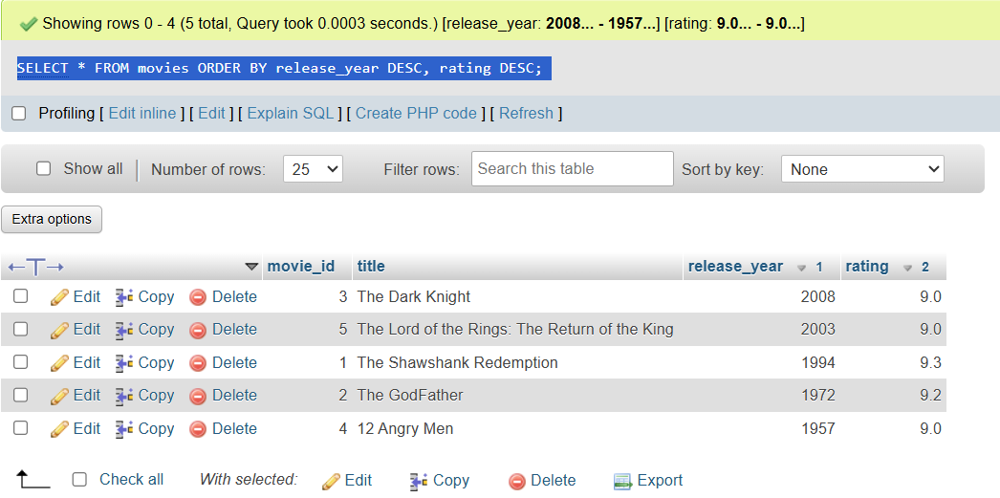 Showing rows 0 - 4 (5 total, Query took 0.0003 seconds.) [release_year: 2008... - 1957...] [rating: 9.0... - 9.0...]
SELECT * FROM movies ORDER BY release_year DESC, rating DESC;
Profiling [ Edit inline ] [ Edit ] [ Explain SQL ] [ Create PHP code ] [ Refresh ]
Show all Number of rows: 25 Filter rows: Search this table Sort by key: None
Extra options
movie_id title release_year 1 rating 2
Edit Copy Delete 3 The Dark Knight 2008 9.0
Edit Copy Delete 5 The Lord of the Rings: The Return of the King 2003 9.0
Edit Copy Delete 1 The Shawshank Redemption 1994 9.3
Edit Copy Delete 2 The GodFather 1972 9.2
Edit Copy Delete 4 12 Angry Men 1957 9.0
Check all With selected: Edit Copy Delete Export